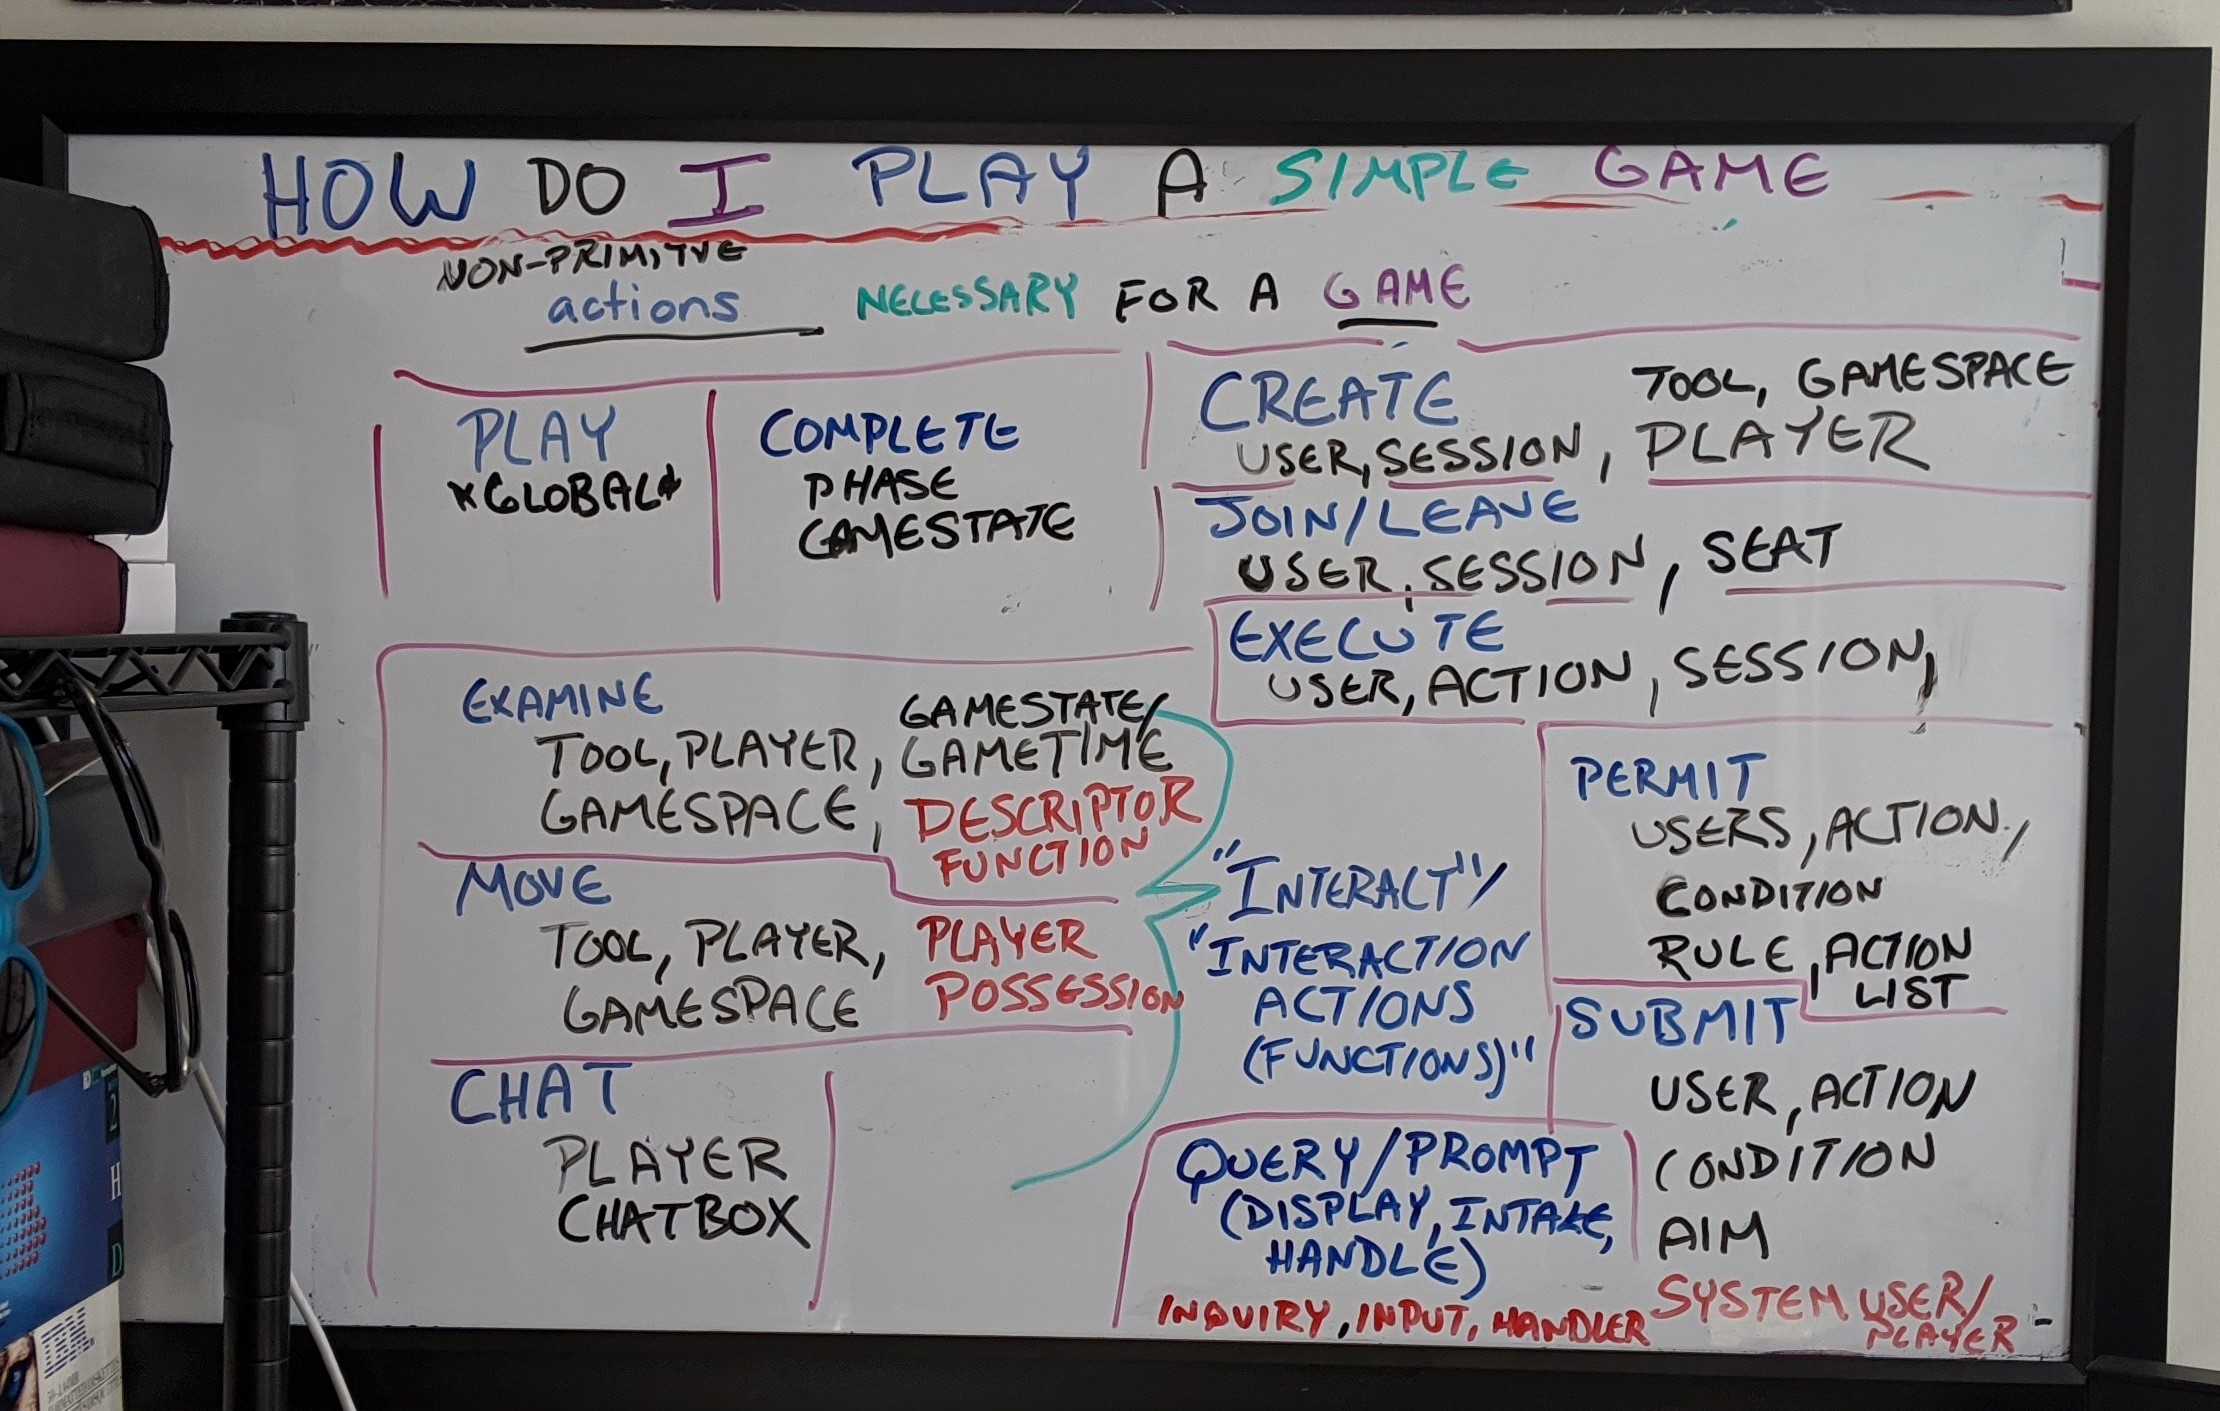 HOW DO I PLAY A SIMPLE GAME
NON-PRIMITVE
actions NECESSARY FOR A GAME
PLAY
*GLOBAL*
COMPLETE
PHASE
GAMESTATE
CREATE TOOL, GAMESPACE
USER, SESSION, PLAYER
JOIN/LEAVE
USER, SESSION, SEAT
EXECUTE
USER, ACTION, SESSION,
EXAMINE GAMESTATE/
TOOL, PLAYER, GAMETIME
GAMESPACE, DESCRIPTOR
FUNCTION
MOVE
TOOL, PLAYER, PLAYER
GAMESPACE POSSESSION
CHAT
PLAYER
CHATBOX
"INTERACT"/
"INTERACTION
ACTIONS
(FUNCTIONS)"
PERMIT
USERS, ACTION,
CONDITION
RULE, ACTION
LIST
SUBMIT
USER, ACTION
CONDITION
AIM
SYSTEM USER/
PLAYER
QUERY/PROMPT
(DISPLAY, INTAKE,
HANDLE)
INQUIRY, INPUT, HANDLER
2
H
D
IBM